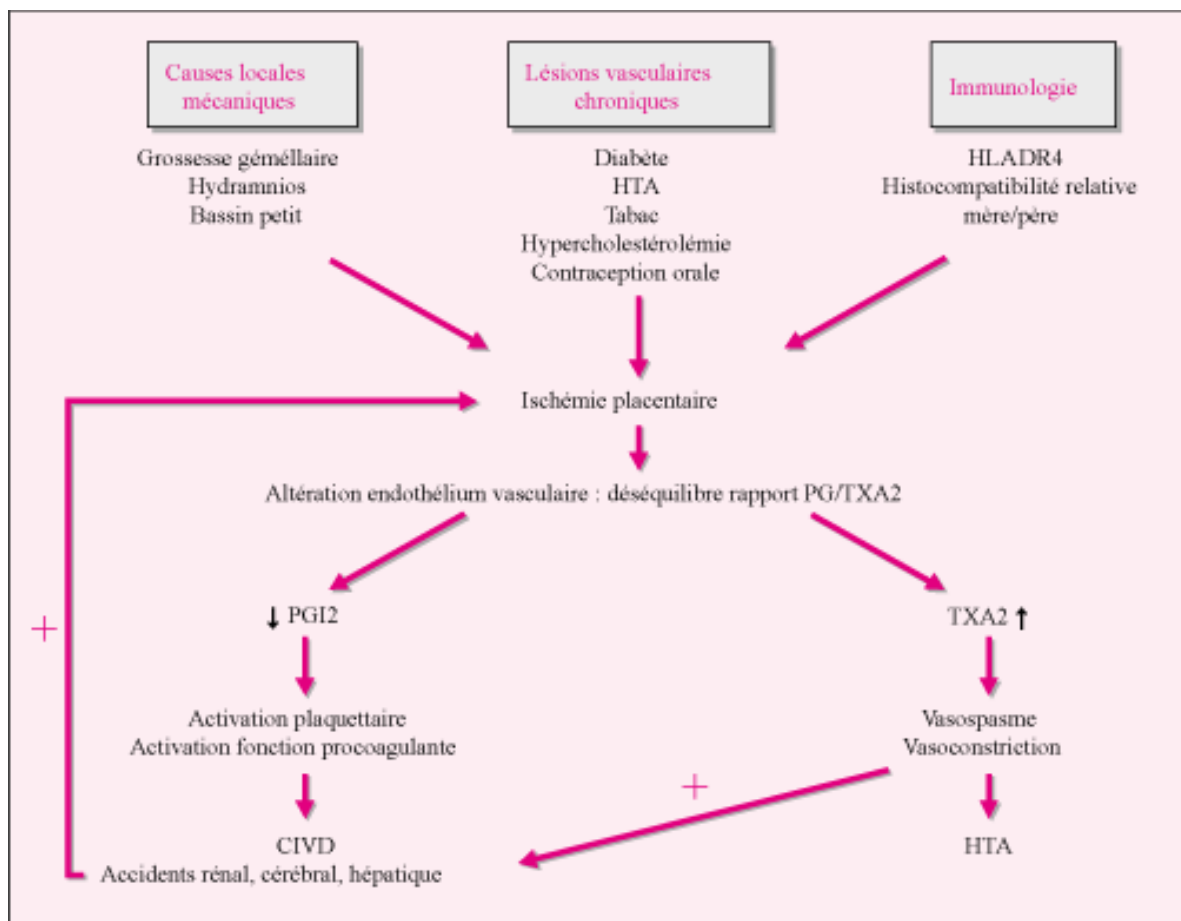 Causes locales
mécaniques
Lésions vasculaires
chroniques
Immunologie
Grossesse gémellaire
Hydramnios
Bassin petit
Diabète
HTA
Tabac
Hypercholestérolémie
Contraception orale
HLADR4
Histocompatibilité relative
mère/père
Ischémie placentaire
Altération endothélium vasculaire : déséquilibre rapport PG/TXA2
↓ PGI2
TXA2 ↑
+
Activation plaquettaire
Activation fonction procoagulante
Vasospasme
Vasoconstriction
+
CIVD
Accidents rénal, cérébral, hépatique
HTA